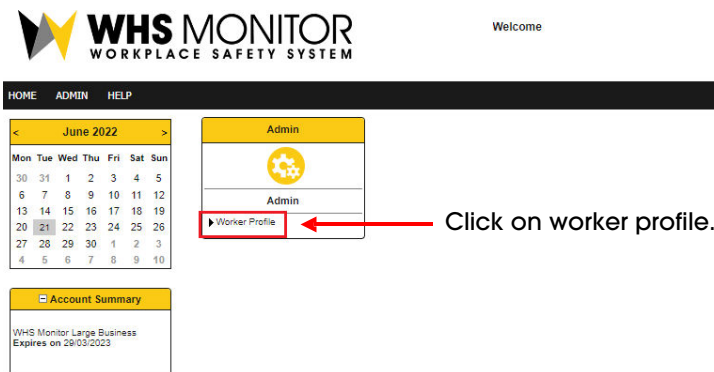 WHS MONITOR
WORKPLACE SAFETY SYSTEM
Welcome
HOME ADMIN HELP
< June 2022 >
Mon Tue Wed Thu Fri Sat Sun
30 31 1 2 3 4 5
6 7 8 9 10 11 12
13 14 15 16 17 18 19
20 21 22 23 24 25 26
27 28 29 30 1 2 3
4 5 6 7 8 9 10
Admin
Admin
Worker Profile
Click on worker profile.
Account Summary
WHS Monitor Large Business
Expires on 29/03/2023